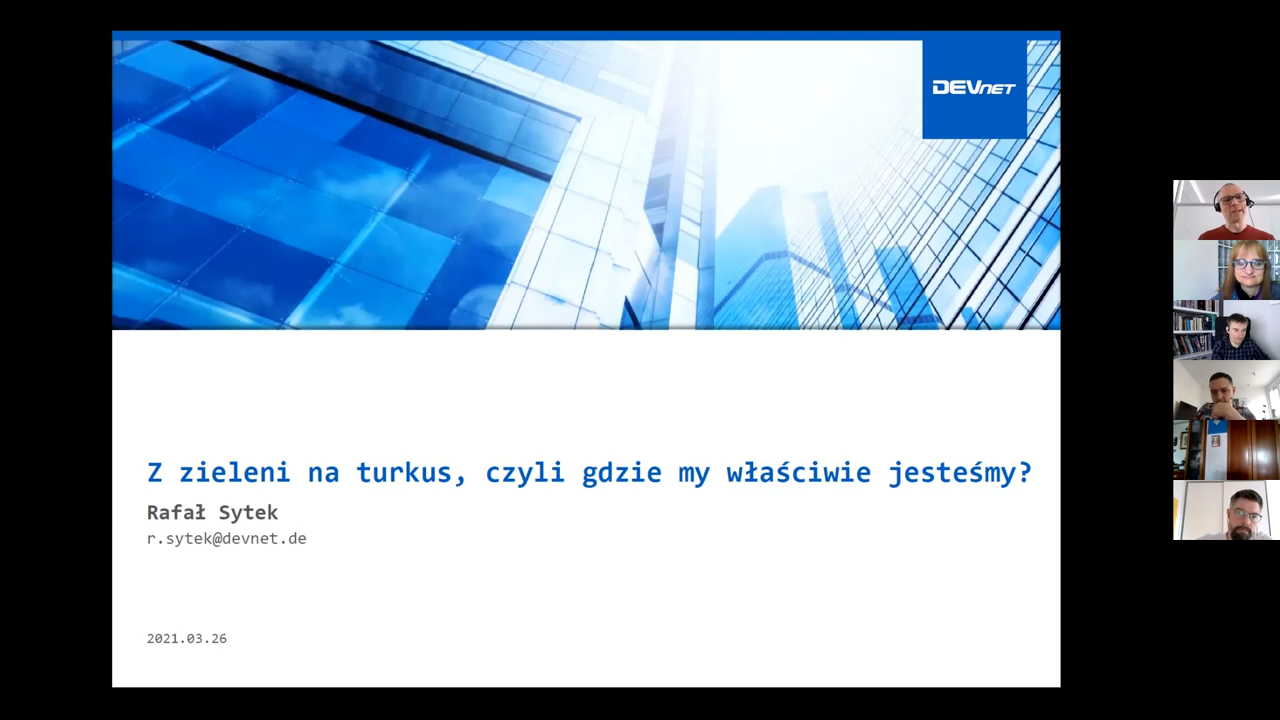 DEVNET
Z zieleni na turkus, czyli gdzie my właściwie jesteśmy?
Rafał Sytek
r.sytek@devnet.de
2021.03.26